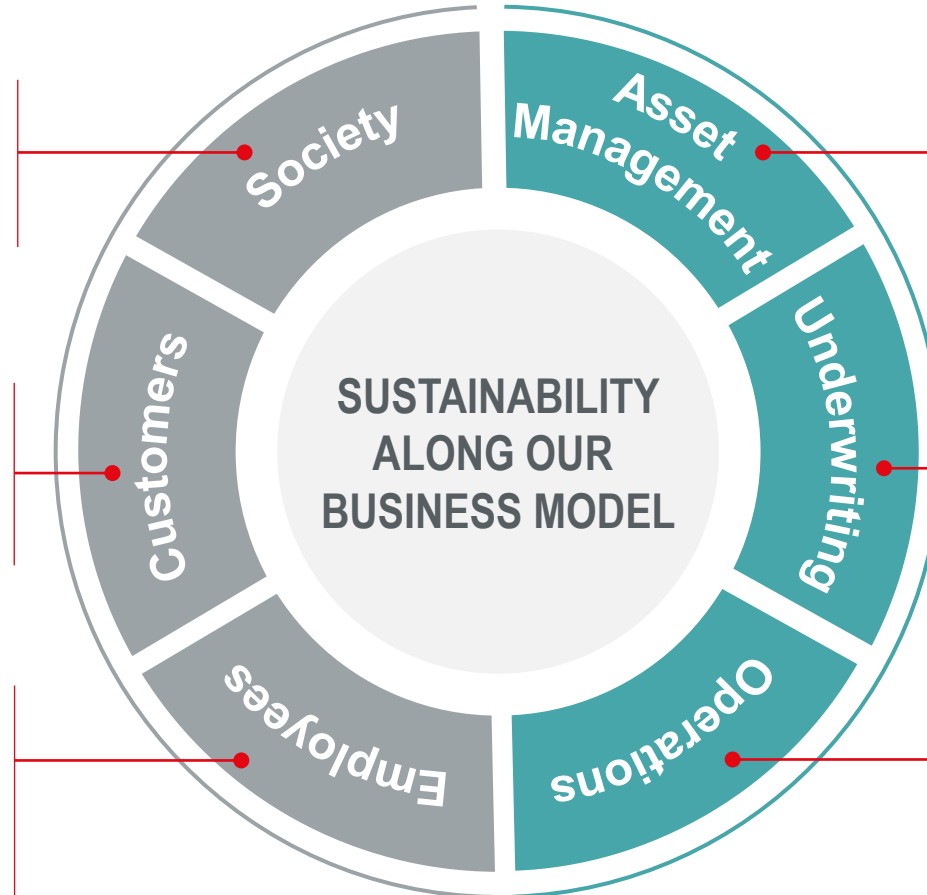 Society
Asset
Management
Customers
Underwriting
SUSTAINABILITY
ALONG OUR
BUSINESS MODEL
Employees
Operations